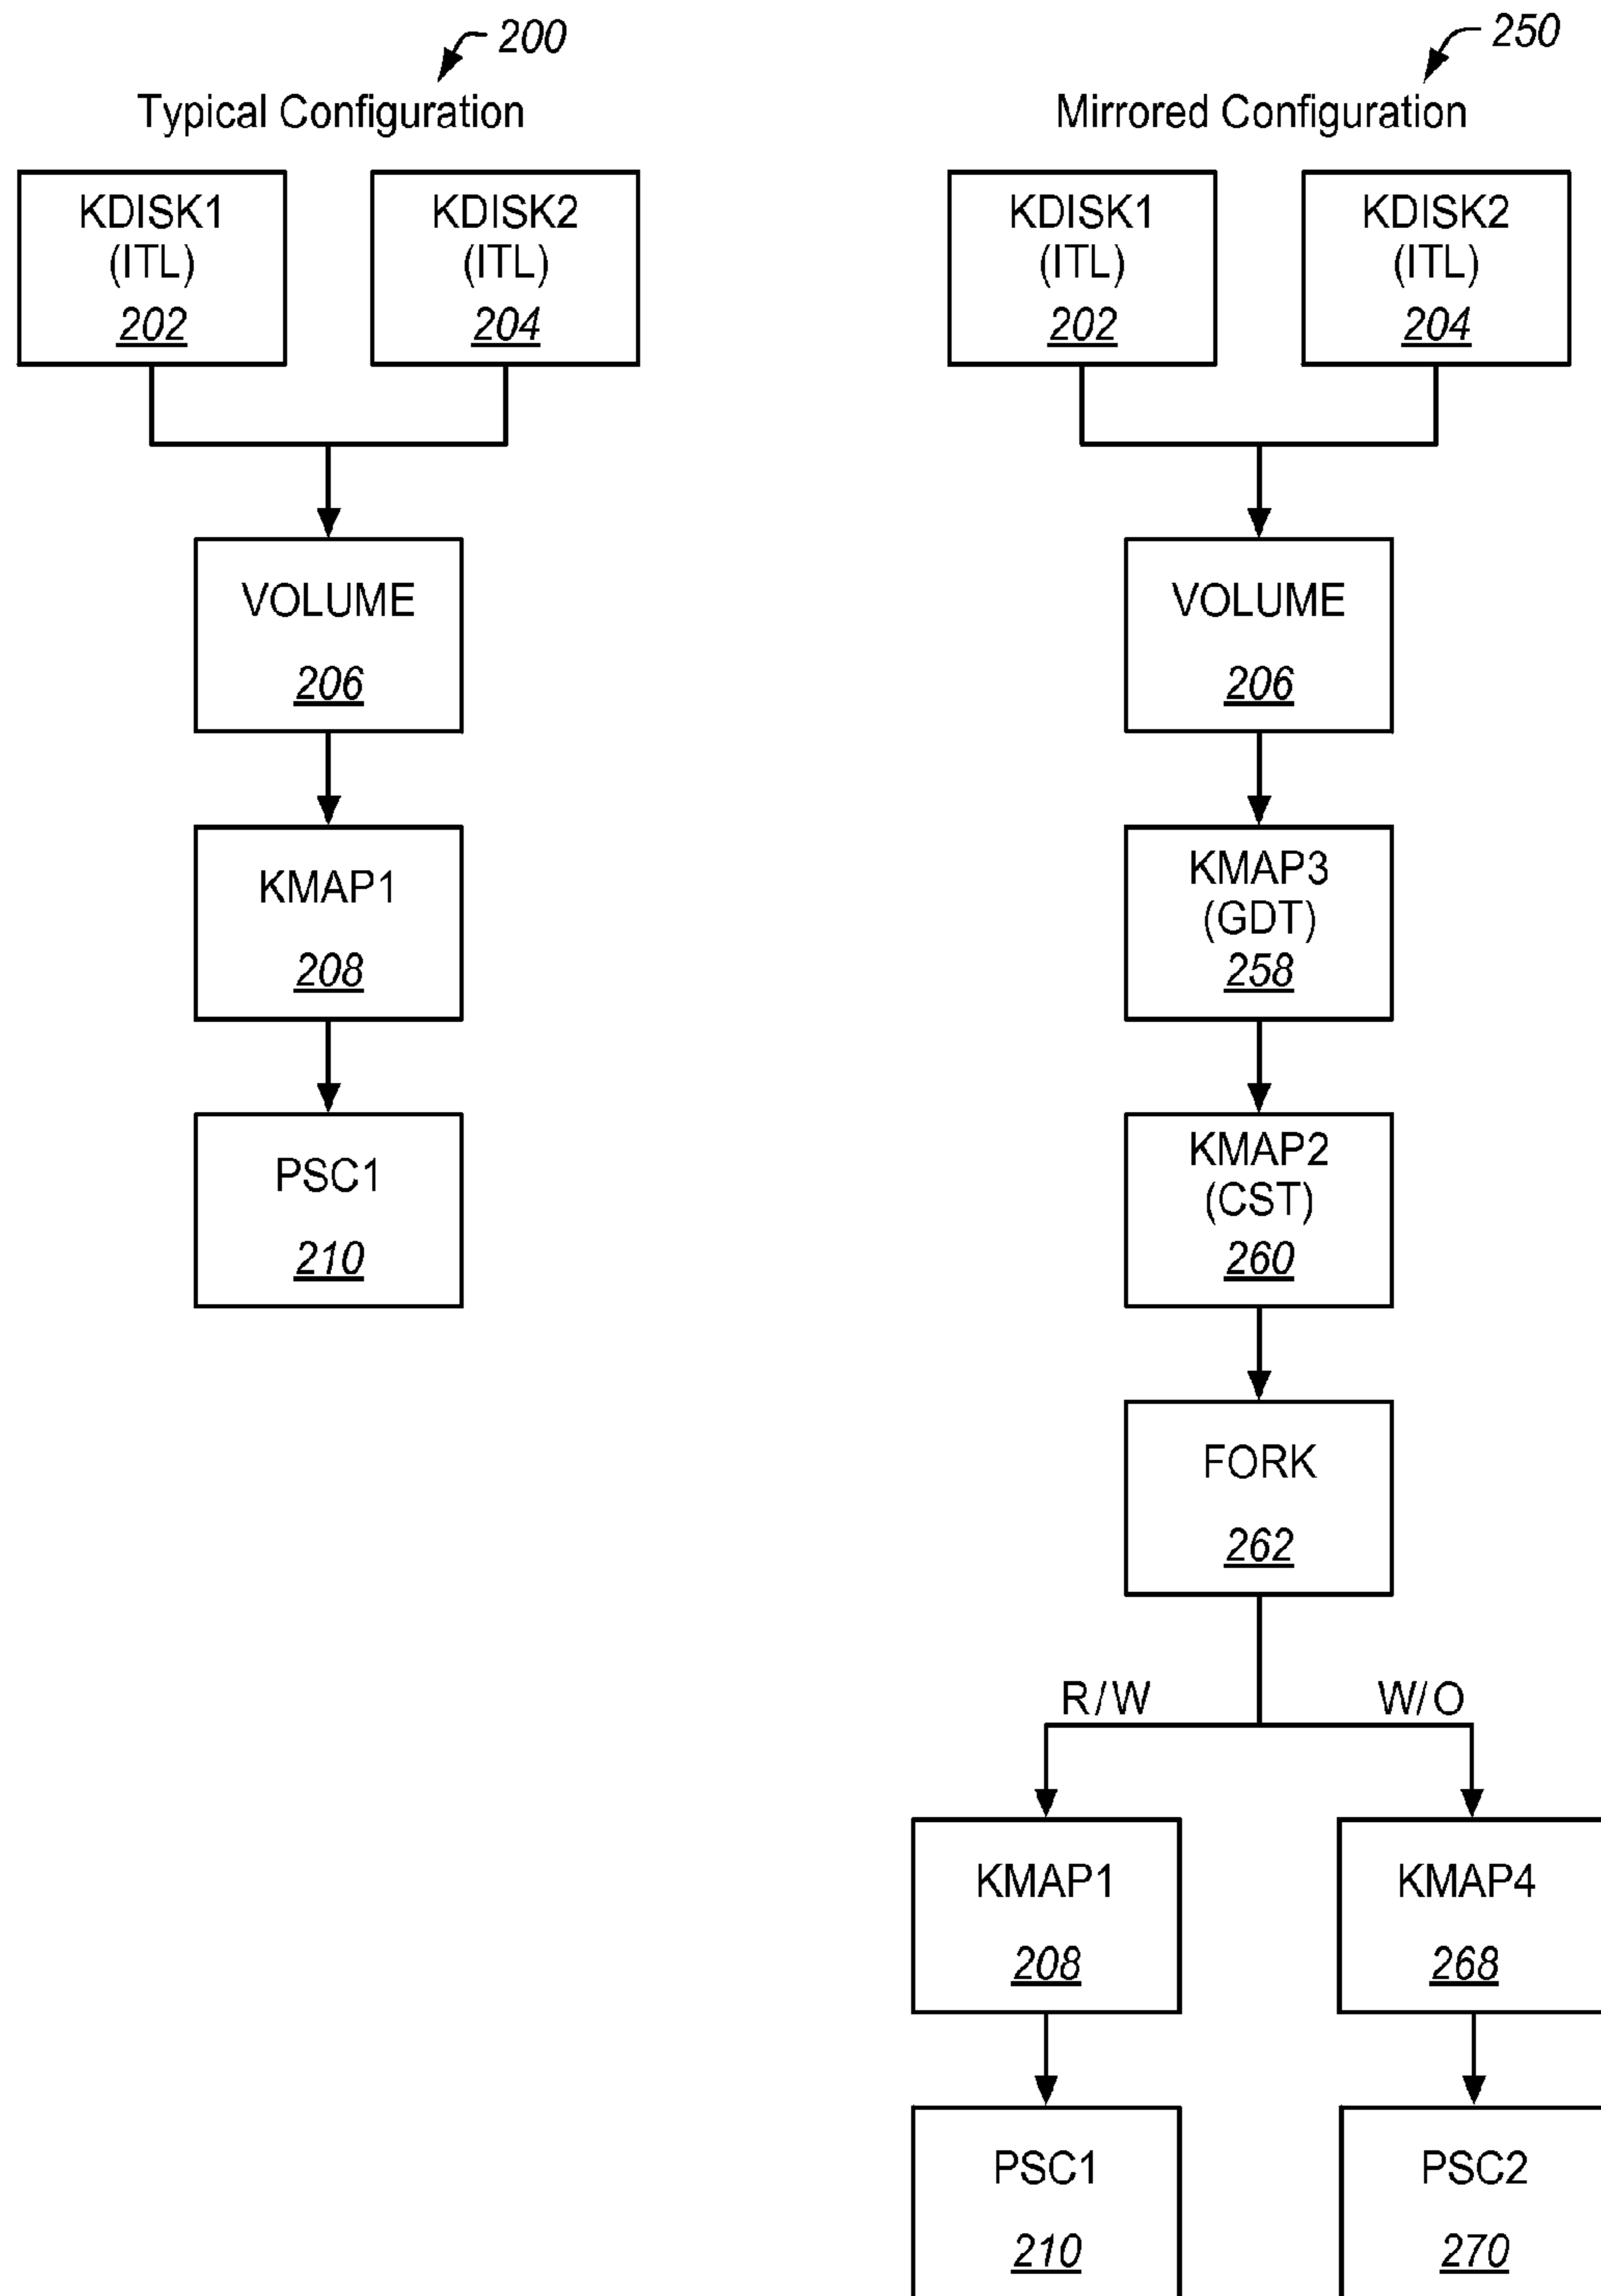 200
Typical Configuration
KDISK1
(ITL)
202
KDISK2
(ITL)
204
VOLUME
206
KMAP1
208
PSC1
210
250
Mirrored Configuration
KDISK1
(ITL)
202
KDISK2
(ITL)
204
VOLUME
206
KMAP3
(GDT)
258
KMAP2
(CST)
260
FORK
262
R/W
W/O
KMAP1
208
KMAP4
268
PSC1
210
PSC2
270